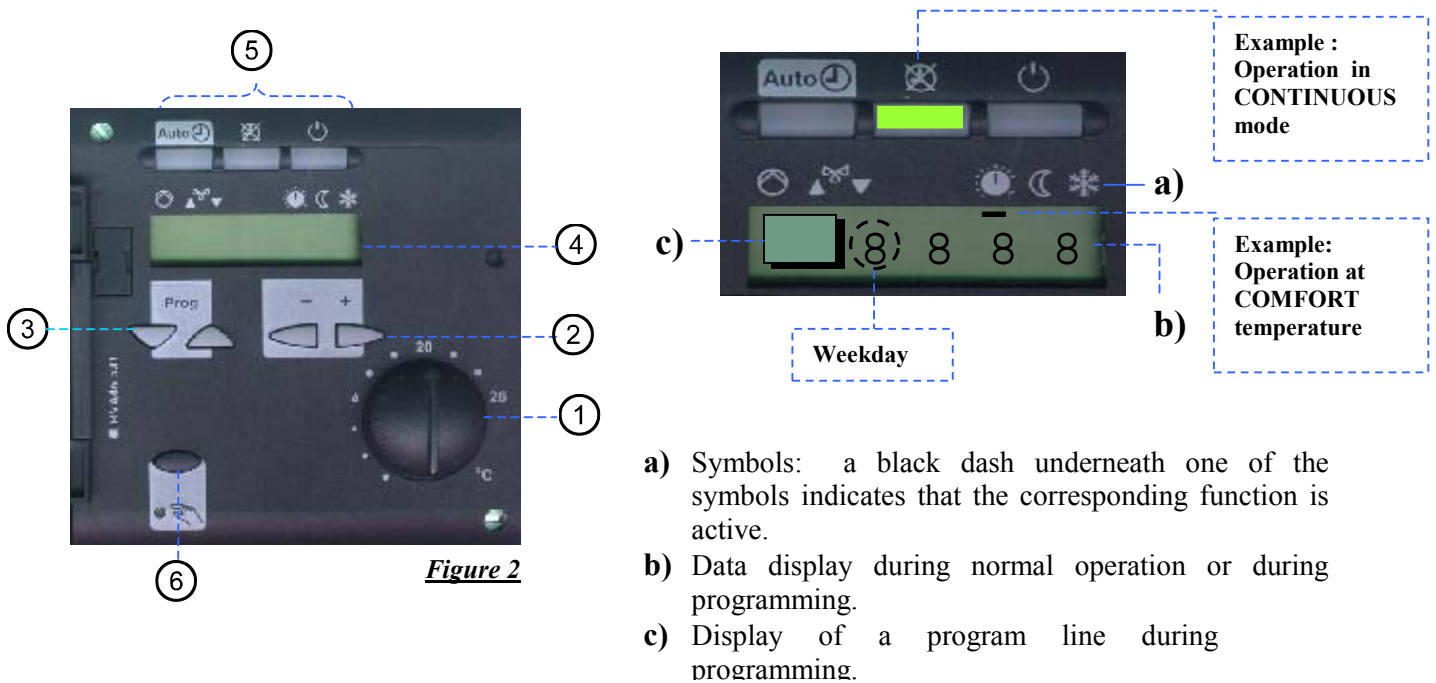 5
Auto
4
Prog
- +
3
2
20
26
1
°C
6
Figure 2
Auto
Example :
Operation in
CONTINUOUS
mode
a)
c)
8 8 8 8
b)
Weekday
Example:
Operation at
COMFORT
temperature
a) Symbols: a black dash underneath one of the
symbols indicates that the corresponding function is
active.
b) Data display during normal operation or during
programming.
c) Display of a program line during
programming.